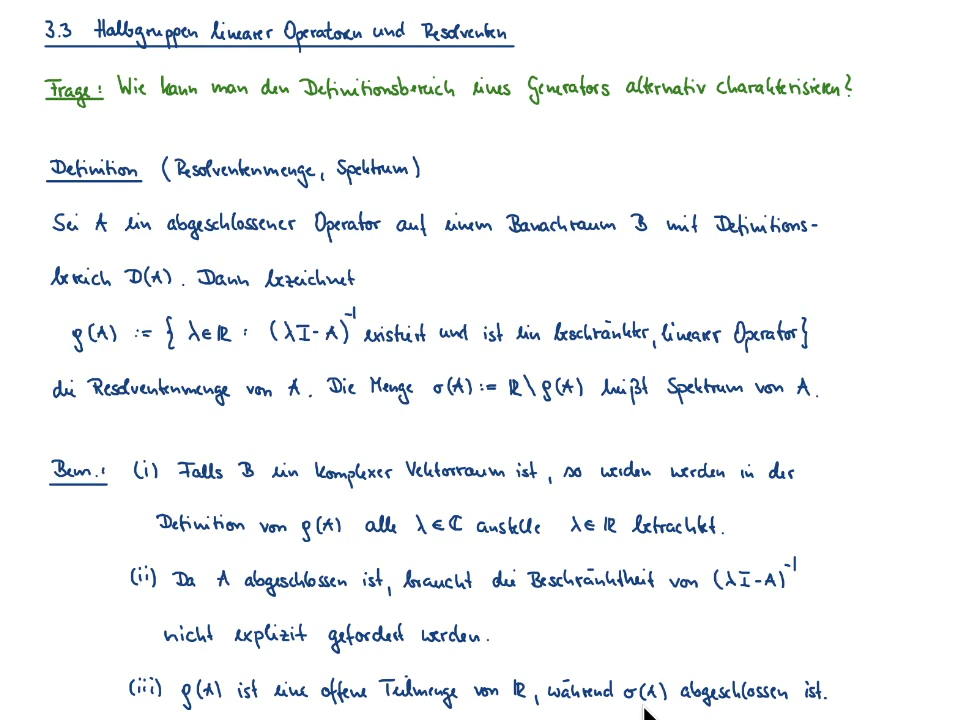 3.3 Halbgruppen linearer Operatoren und Resolventen
Frage: Wie kann man den Definitionsbereich eines Generators alternativ charakterisieren?
Definition (Resolventenmenge, Spektrum)
Sei A ein abgeschlossener Operator auf einem Banachraum B mit Definitions-
bereich D(A). Dann bezeichnet
ρ(A) := { λ∈ℝ : (λI-A)⁻¹ existiert und ist ein beschränkter, linearer Operator}
die Resolventenmenge von A. Die Menge σ(A) := ℝ\ρ(A) heißt Spektrum von A.
Bem.: (i) Falls B ein komplexer Vektorraum ist, so werden werden in der
Definition von ρ(A) alle λ∈ℂ anstelle λ∈ℝ betrachtet.
(ii) Da A abgeschlossen ist, braucht die Beschränktheit von (λI-A)⁻¹
nicht explizit gefordert werden.
(iii) ρ(A) ist eine offene Teilmenge von ℝ, während σ(A) abgeschlossen ist.